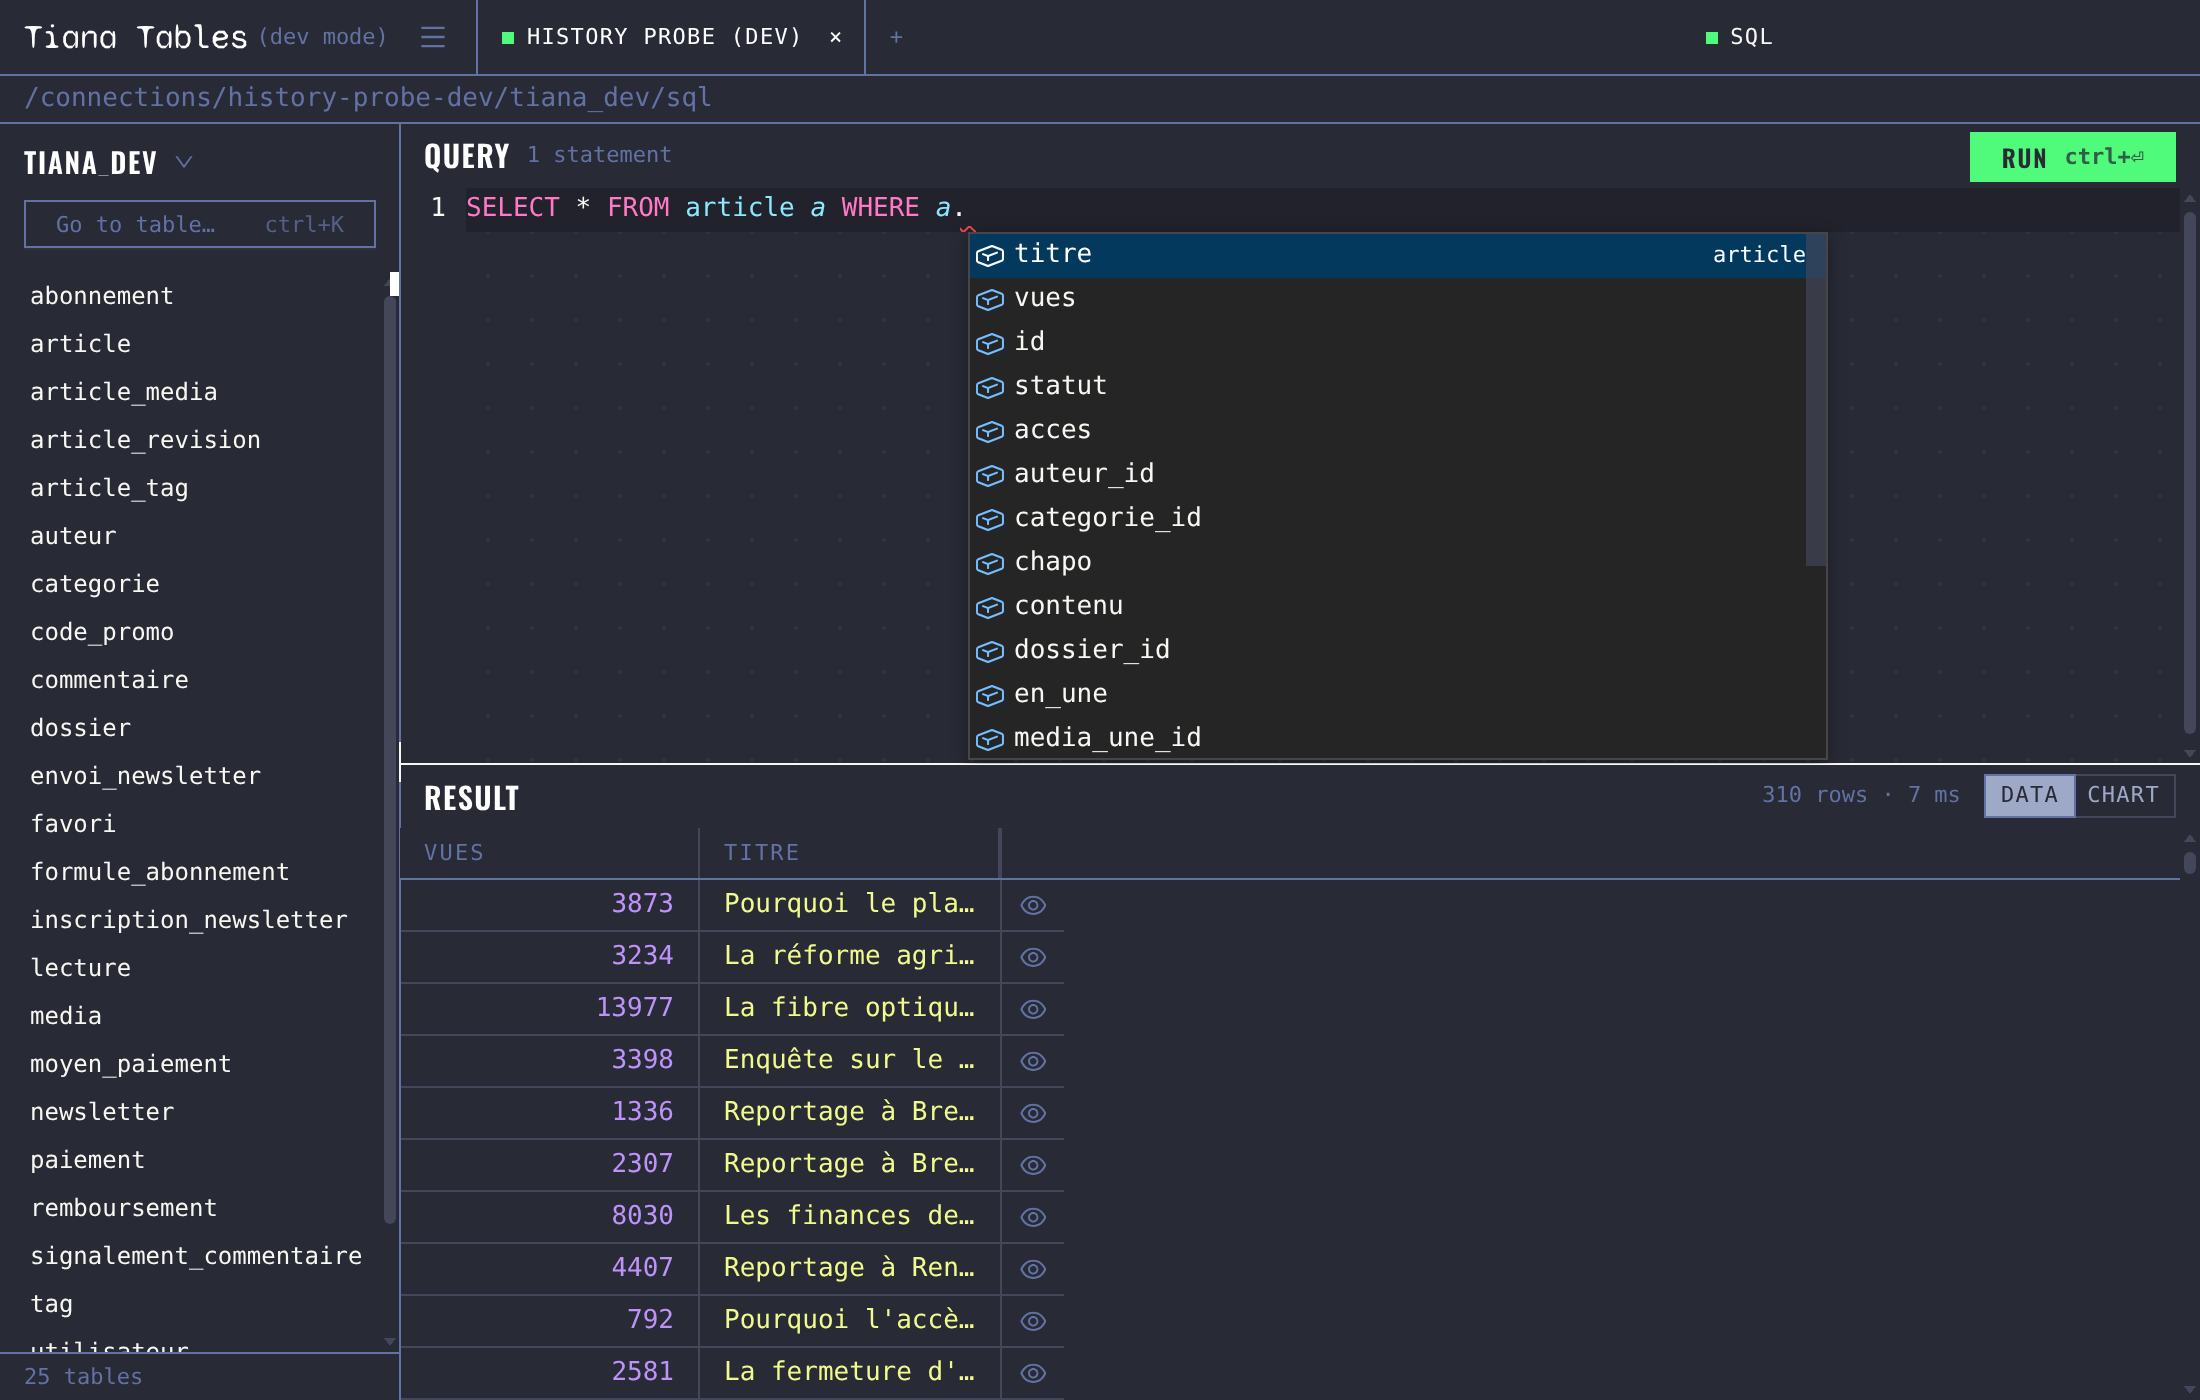 Tiana Tables (dev mode)
HISTORY PROBE (DEV) ×
+
SQL
/connections/history-probe-dev/tiana_dev/sql
TIANA_DEV
Go to table… ctrl+K
abonnement
article
article_media
article_revision
article_tag
auteur
categorie
code_promo
commentaire
dossier
envoi_newsletter
favori
formule_abonnement
inscription_newsletter
lecture
media
moyen_paiement
newsletter
paiement
remboursement
signalement_commentaire
tag
utilisateur
25 tables
QUERY 1 statement
RUN ctrl+⏎
1 SELECT * FROM article a WHERE a.
titre article
vues
id
statut
acces
auteur_id
categorie_id
chapo
contenu
dossier_id
en_une
media_une_id
RESULT
310 rows · 7 ms
DATA CHART
VUES TITRE
3873 Pourquoi le pla…
3234 La réforme agri…
13977 La fibre optiqu…
3398 Enquête sur le …
1336 Reportage à Bre…
2307 Reportage à Bre…
8030 Les finances de…
4407 Reportage à Ren…
792 Pourquoi l'accè…
2581 La fermeture d'…